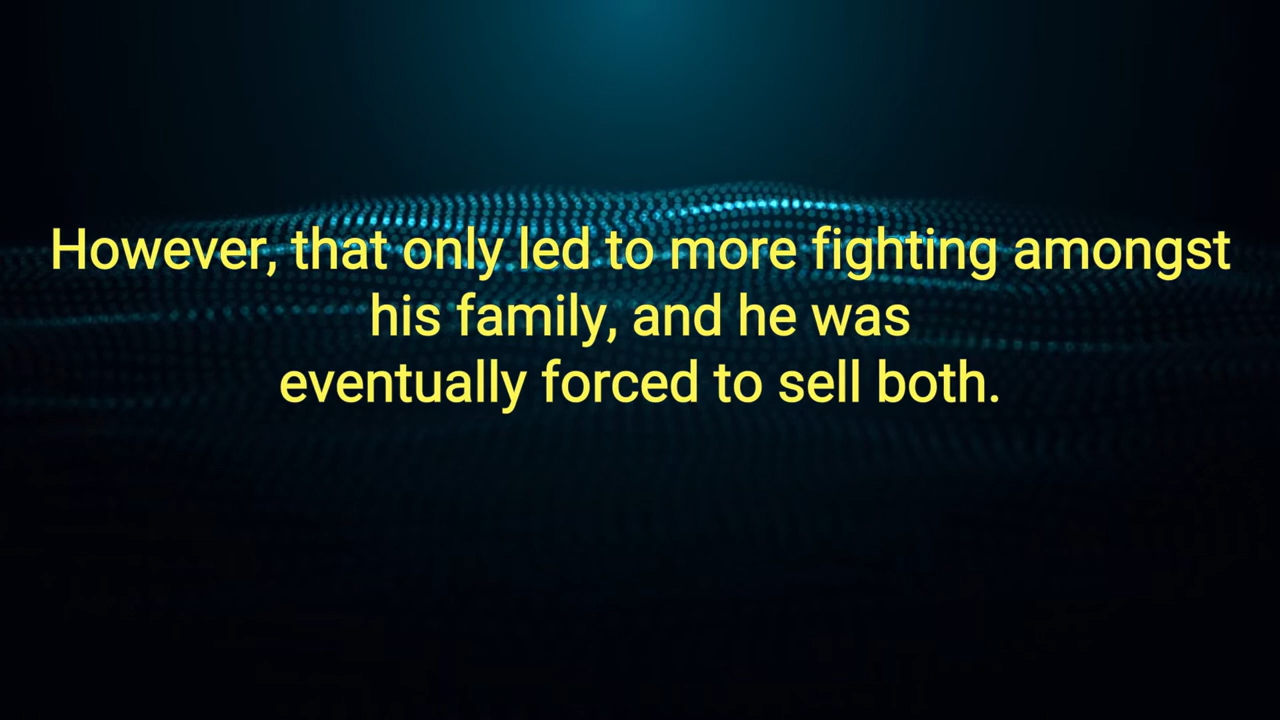 However, that only led to more fighting amongst
his family, and he was
eventually forced to sell both.